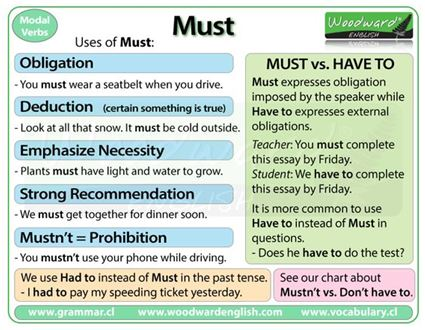 Modal
Verbs
Must
Woodward®
ENGLISH
Uses of Must:
Obligation
- You must wear a seatbelt when you drive.
Deduction (certain something is true)
- Look at all that snow. It must be cold outside.
Emphasize Necessity
- Plants must have light and water to grow.
Strong Recommendation
- We must get together for dinner soon.
Mustn't = Prohibition
- You mustn't use your phone while driving.
MUST vs. HAVE TO
Must expresses obligation
imposed by the speaker while
Have to expresses external
obligations.
Teacher: You must complete
this essay by Friday.
Student: We have to complete
this essay by Friday.
It is more common to use
Have to instead of Must in
questions.
- Does he have to do the test?
We use Had to instead of Must in the past tense.
- I had to pay my speeding ticket yesterday.
See our chart about
Mustn't vs. Don't have to.
www.grammar.cl www.woodwardenglish.com www.vocabulary.cl